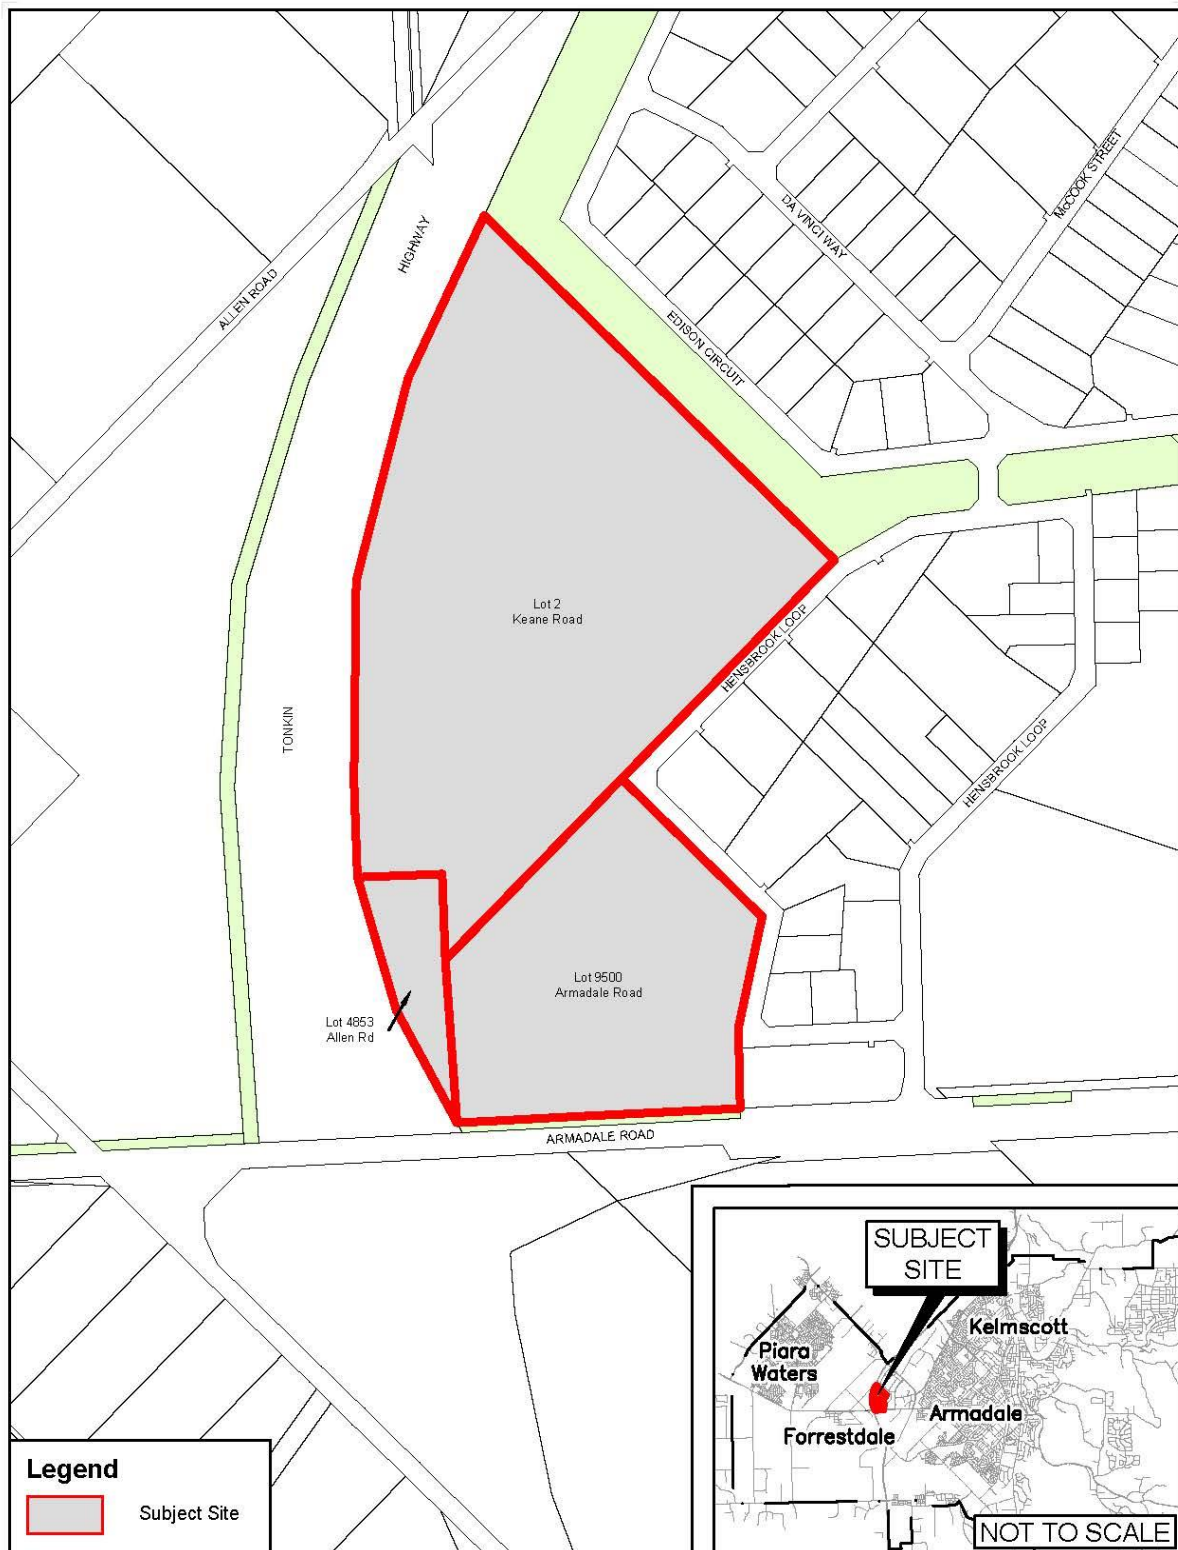 HIGHWAY
ALLEN ROAD
McCOOK STREET
DA VINCI WAY
EDISON CIRCUIT
Lot 2
Keane Road
HENSBROOK LOOP
TONKIN
HENSBROOK LOOP
Lot 9500
Armadale Road
Lot 4853
Allen Rd
ARMADALE ROAD
SUBJECT
SITE
Kelmscott
Piara
Waters
Armadale
Forrestdale
NOT TO SCALE
Legend
Subject Site